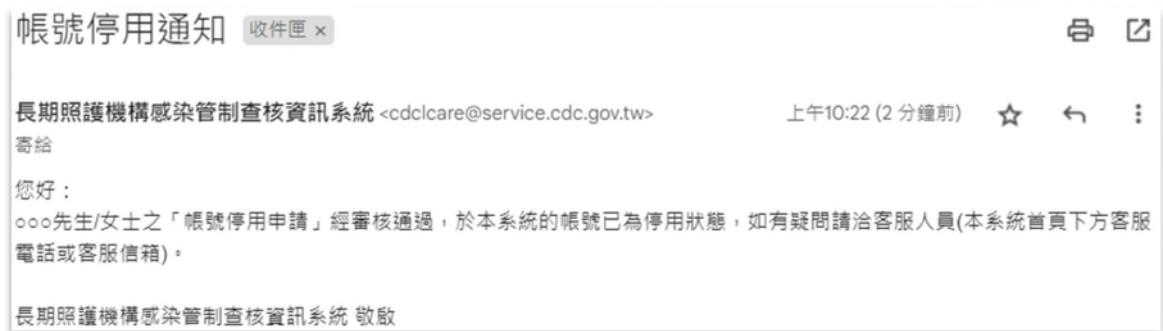 帳號停用通知 收件匣 ×
長期照護機構感染管制查核資訊系統 <cdclcare@service.cdc.gov.tw> 上午10:22 (2 分鐘前)
寄給
您好：
○○○先生/女士之「帳號停用申請」經審核通過，於本系統的帳號已為停用狀態，如有疑問請洽客服人員(本系統首頁下方客服
電話或客服信箱)。
長期照護機構感染管制查核資訊系統 敬啟